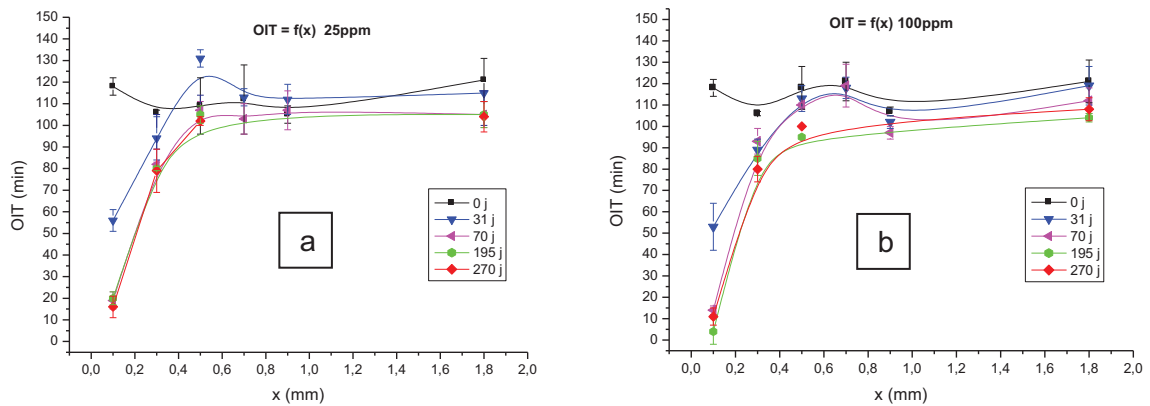 OIT = f(x) 25ppm
150
140
130
120
110
100
90
80
70
60
50
40
30
20
10
0
OIT (min)
0 j
31 j
70 j
195 j
270 j
a
0,0 0,2 0,4 0,6 0,8 1,0 1,2 1,4 1,6 1,8 2,0
x (mm)
OIT = f(x) 100ppm
150
140
130
120
110
100
90
80
70
60
50
40
30
20
10
0
OIT (min)
0 j
31 j
70 j
195 j
270 j
b
0,0 0,2 0,4 0,6 0,8 1,0 1,2 1,4 1,6 1,8 2,0
x (mm)